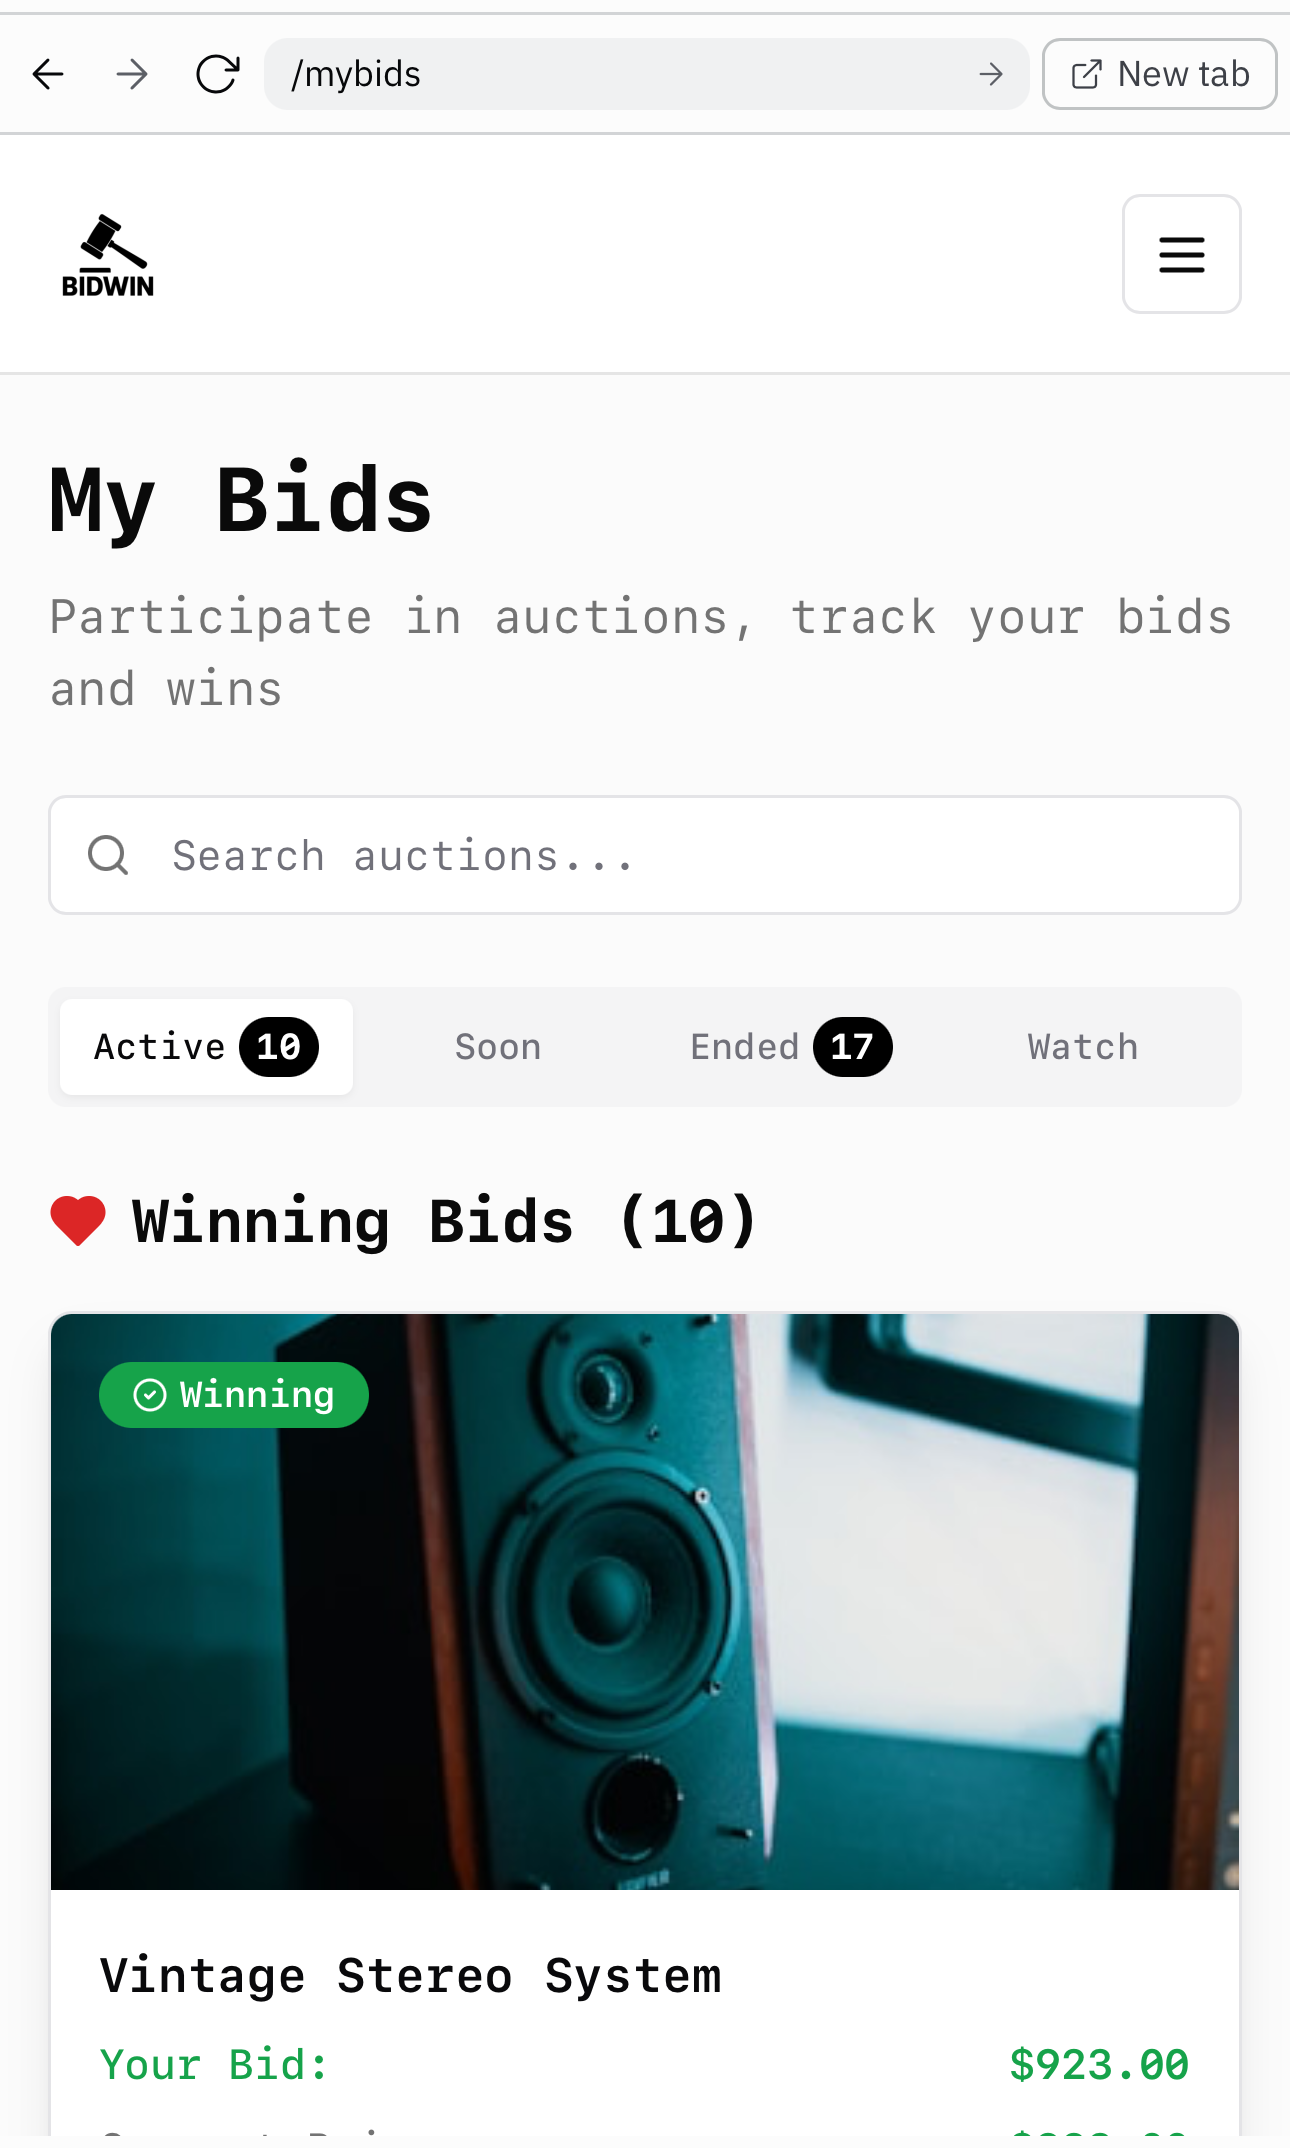 /mybids
New tab
BIDWIN
My Bids
Participate in auctions, track your bids
and wins
Search auctions...
Active 10 Soon Ended 17 Watch
Winning Bids (10)
Winning
Vintage Stereo System
Your Bid: $923.00